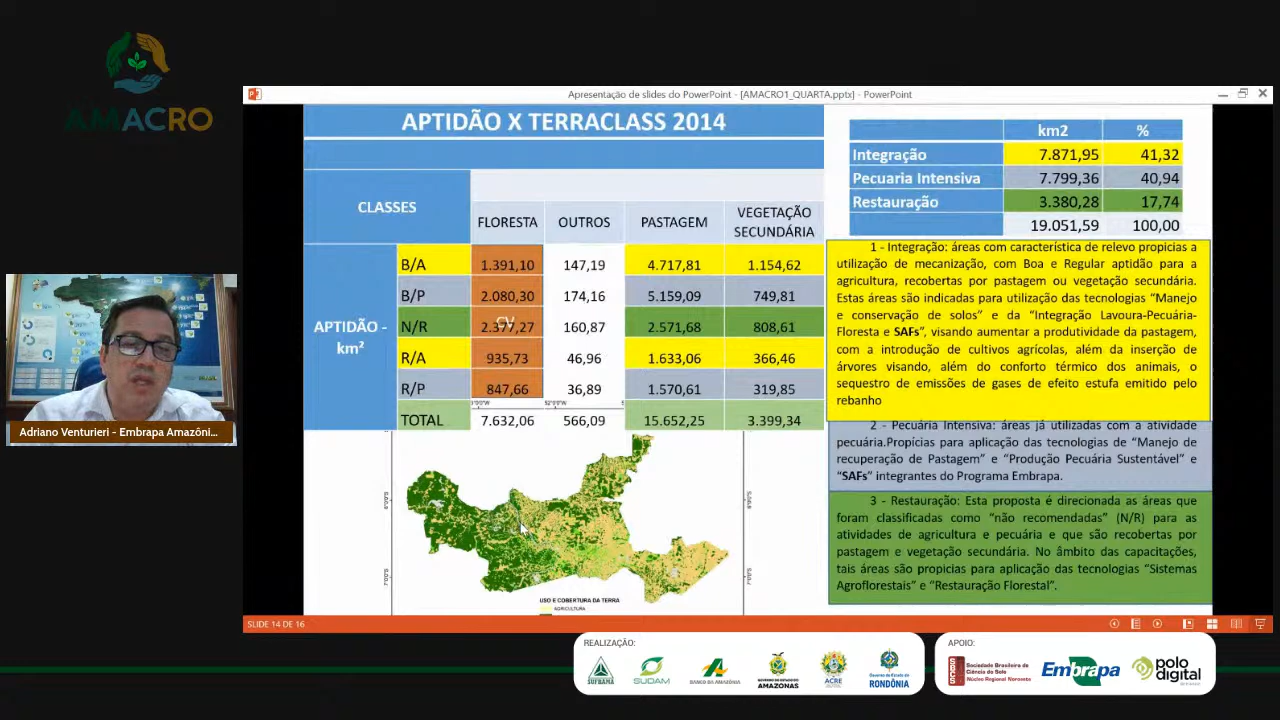 AMACRO
Apresentação de slides do PowerPoint - [AMACRO1_QUARTA.pptx] - PowerPoint
APTIDÃO X TERRACLASS 2014
CLASSES
FLORESTA
OUTROS
PASTAGEM
VEGETAÇÃO
SECUNDÁRIA
APTIDÃO -
km²
B/A 1.391,10 147,19 4.717,81 1.154,62
B/P 2.080,30 174,16 5.159,09 749,81
N/R 160,87 2.571,68 808,61
CV
R/A 935,73 46,96 1.633,06 366,46
R/P 847,66 36,89 1.570,61 319,85
TOTAL 7.632,06 566,09 15.652,25 3.399,34
km2 %
Integração 7.871,95 41,32
Pecuaria Intensiva 7.799,36 40,94
Restauração 3.380,28 17,74
19.051,59 100,00
1 - Integração: áreas com característica de relevo propicias a
utilização de mecanização, com Boa e Regular aptidão para a
agricultura, recobertas por pastagem ou vegetação secundária.
Estas áreas são indicadas para utilização das tecnologias “Manejo
e conservação de solos” e da “Integração Lavoura-Pecuária-
Floresta e SAFs”, visando aumentar a produtividade da pastagem,
com a introdução de cultivos agrícolas, além da inserção de
árvores visando, além do conforto térmico dos animais, o
sequestro de emissões de gases de efeito estufa emitido pelo
rebanho
2 - Pecuária Intensiva: áreas já utilizadas com a atividade
pecuária.Propícias para aplicação das tecnologias de “Manejo de
recuperação de Pastagem” e “Produção Pecuária Sustentável” e
“SAFs” integrantes do Programa Embrapa.
3 - Restauração: Esta proposta é direcionada as áreas que
foram classificadas como “não recomendadas” (N/R) para as
atividades de agricultura e pecuária e que são recobertas por
pastagem e vegetação secundária. No âmbito das capacitações,
tais áreas são propicias para aplicação das tecnologias “Sistemas
Agroflorestais” e “Restauração Florestal”.
USO E COBERTURA DA TERRA
AGRICULTURA
Adriano Venturieri - Embrapa Amazôni...
SLIDE 14 DE 16
REALIZAÇÃO:
SUFRAMA
SUDAM
BANCO DA AMAZÔNIA
GOVERNO DO ESTADO
AMAZONAS
ACRE
Governo do Estado de
RONDÔNIA
APOIO:
SBCS
Sociedade Brasileira de
Ciência do Solo
Núcleo Regional Noroeste
Embrapa
polo
digital